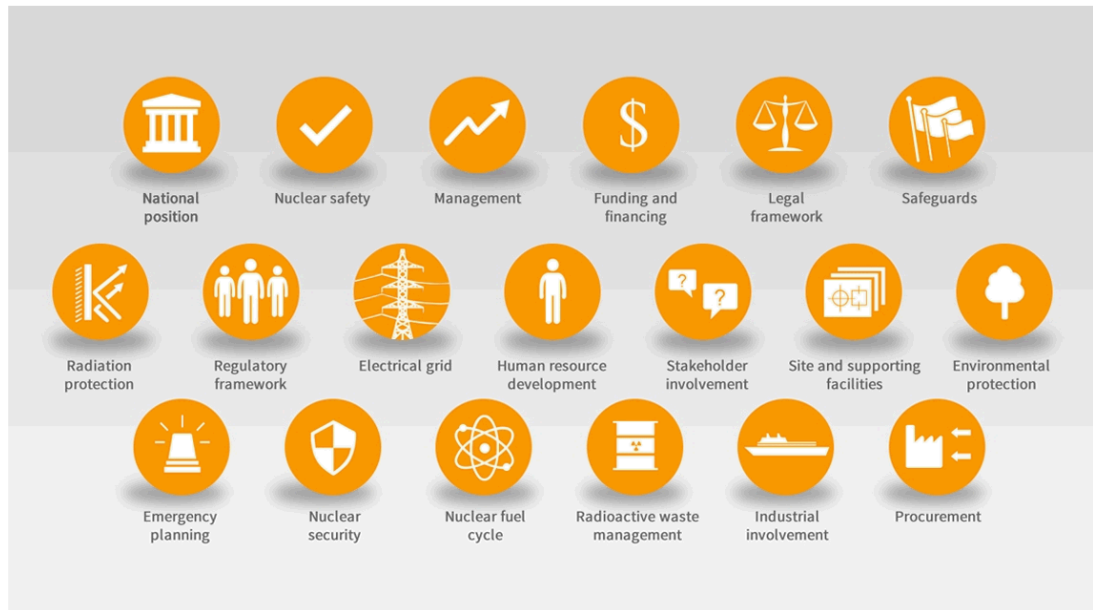 National
position
Nuclear safety
Management
Funding and
financing
Legal
framework
Safeguards
Radiation
protection
Regulatory
framework
Electrical grid
Human resource
development
Stakeholder
involvement
Site and supporting
facilities
Environmental
protection
Emergency
planning
Nuclear
security
Nuclear fuel
cycle
Radioactive waste
management
Industrial
involvement
Procurement